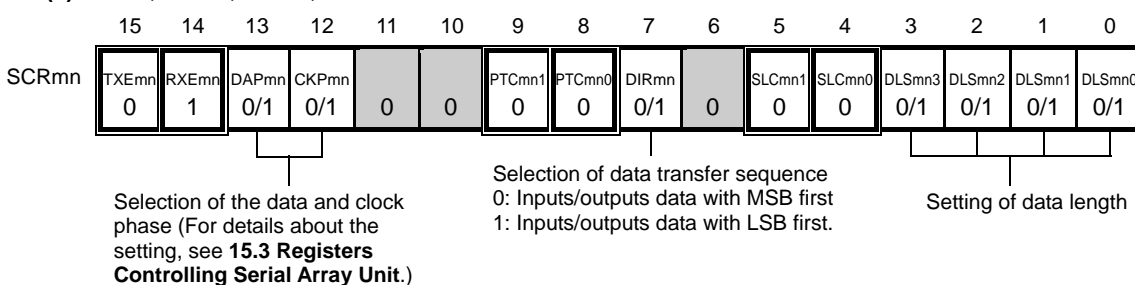 15 14 13 12 11 10 9 8 7 6 5 4 3 2 1 0
SCRmn
TXEmn RXEmn DAPmn CKPmn PTCmn1 PTCmn0 DIRmn SLCmn1 SLCmn0 DLSmn3 DLSmn2 DLSmn1 DLSmn0
0 1 0/1 0/1 0 0 0 0 0/1 0 0 0 0/1 0/1 0/1 0/1
Selection of the data and clock
phase (For details about the
setting, see 15.3 Registers
Controlling Serial Array Unit.)
Selection of data transfer sequence
0: Inputs/outputs data with MSB first
1: Inputs/outputs data with LSB first.
Setting of data length